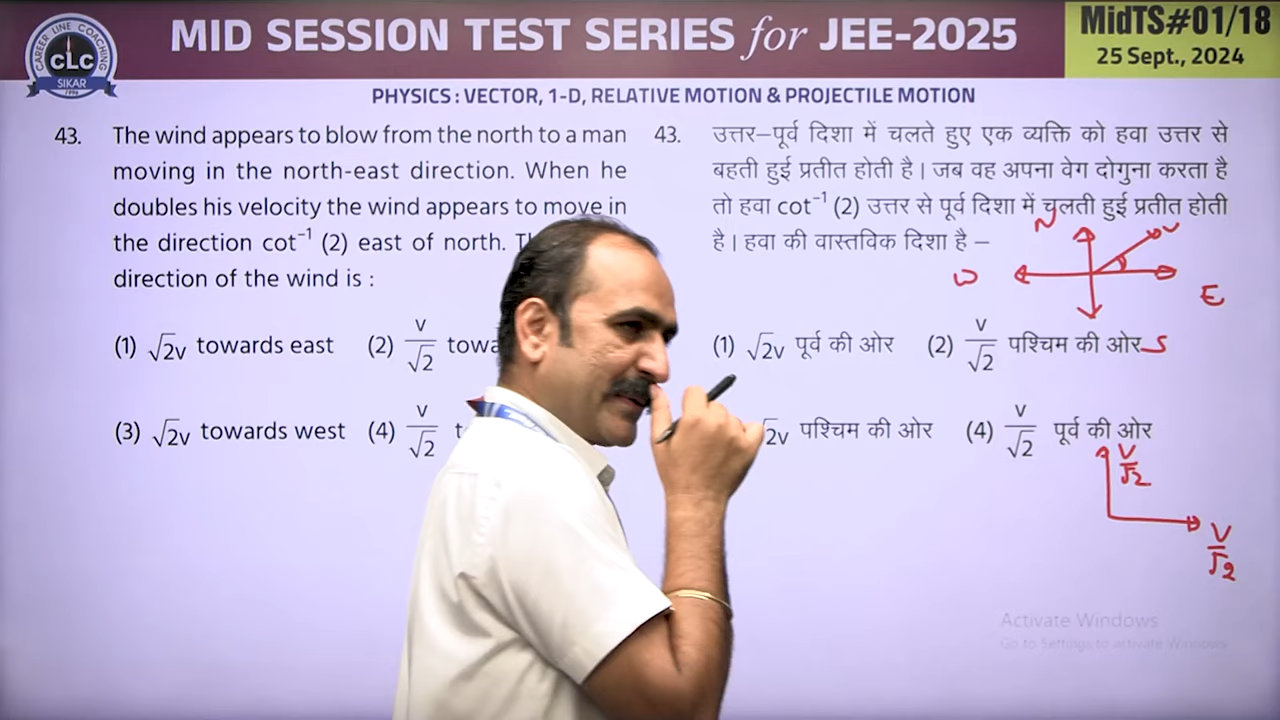 MID SESSION TEST SERIES for JEE-2025
MidTS#01/18
25 Sept., 2024
CAREER LINE COACHING
CLC
SIKAR
1996
PHYSICS : VECTOR, 1-D, RELATIVE MOTION & PROJECTILE MOTION
43. The wind appears to blow from the north to a man
moving in the north-east direction. When he
doubles his velocity the wind appears to move in
the direction cot⁻¹ (2) east of north. T
direction of the wind is :
(1) √2v towards east (2) v/√2 towa
(3) √2v towards west (4) v/√2 t
43. उत्तर–पूर्व दिशा में चलते हुए एक व्यक्ति को हवा उत्तर से
बहती हुई प्रतीत होती है। जब वह अपना वेग दोगुना करता है
तो हवा cot⁻¹ (2) उत्तर से पूर्व दिशा में चलती हुई प्रतीत होती
है। हवा की वास्तविक दिशा है –
(1) √2v पूर्व की ओर (2) v/√2 पश्चिम की ओर
√2v पश्चिम की ओर (4) v/√2 पूर्व की ओर
N
v
W
E
S
V/√2
V/√2
Activate Windows
Go to Settings to activate Windows.